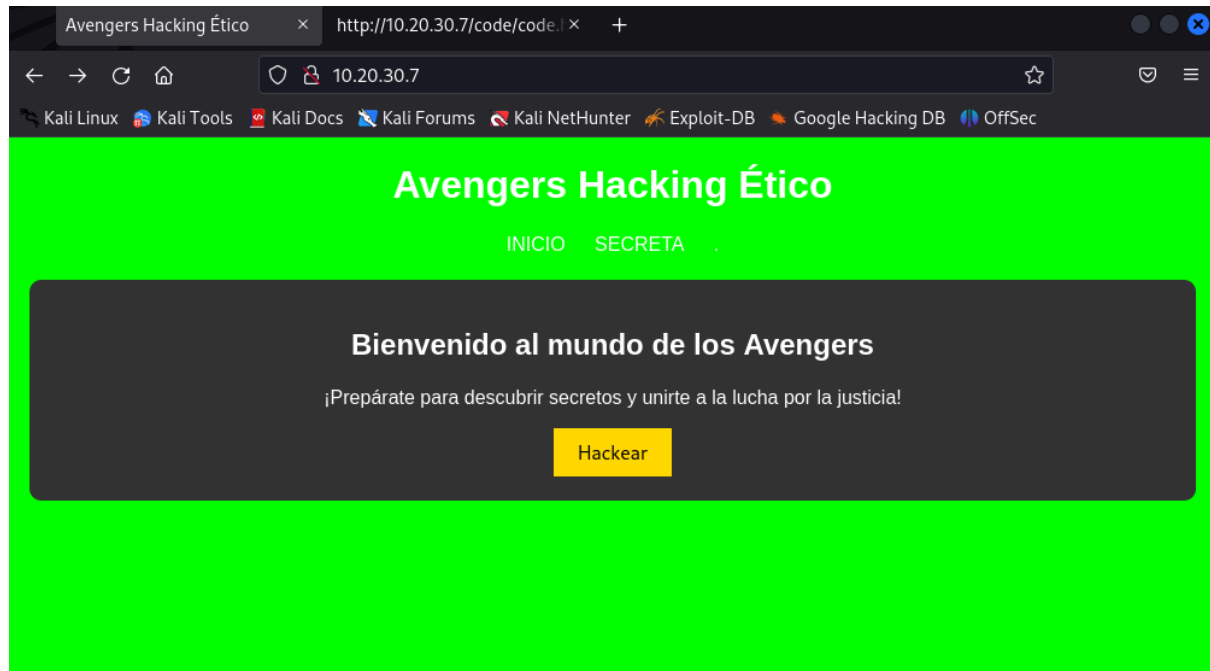 Avengers Hacking Ético × http://10.20.30.7/code/code.h × +
10.20.30.7
Kali Linux Kali Tools Kali Docs Kali Forums Kali NetHunter Exploit-DB Google Hacking DB OffSec
Avengers Hacking Ético
INICIO SECRETA .
Bienvenido al mundo de los Avengers
¡Prepárate para descubrir secretos y unirte a la lucha por la justicia!
Hackear